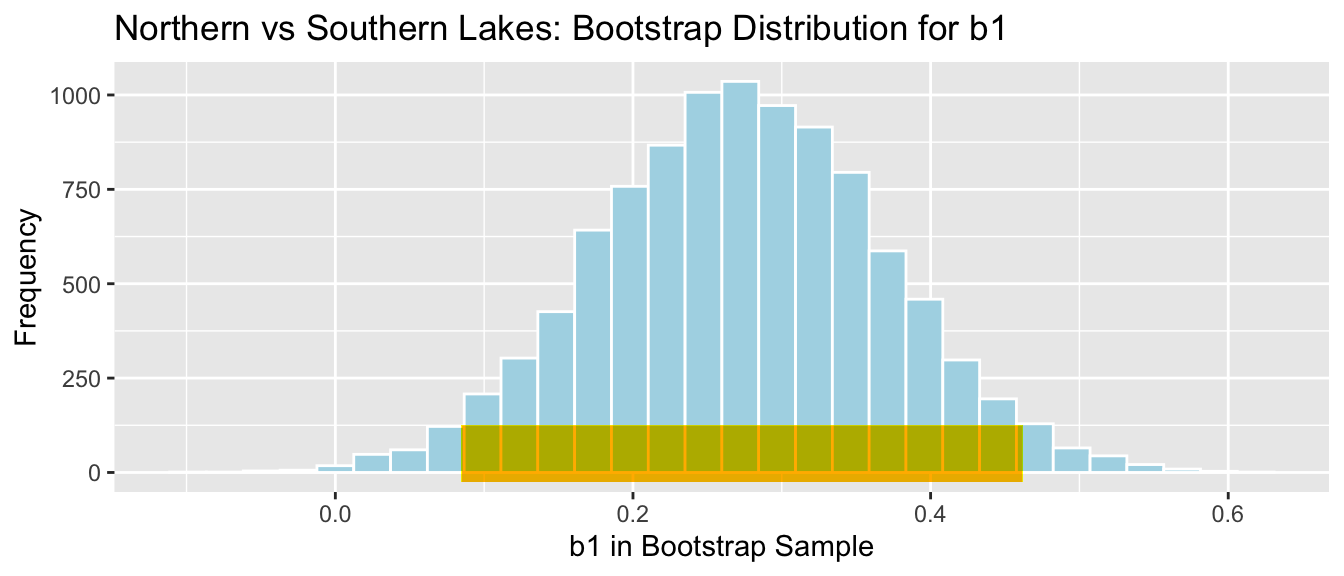 Northern vs Southern Lakes: Bootstrap Distribution for b1
1000
750
500
250
0
Frequency
0.0 0.2 0.4 0.6
b1 in Bootstrap Sample